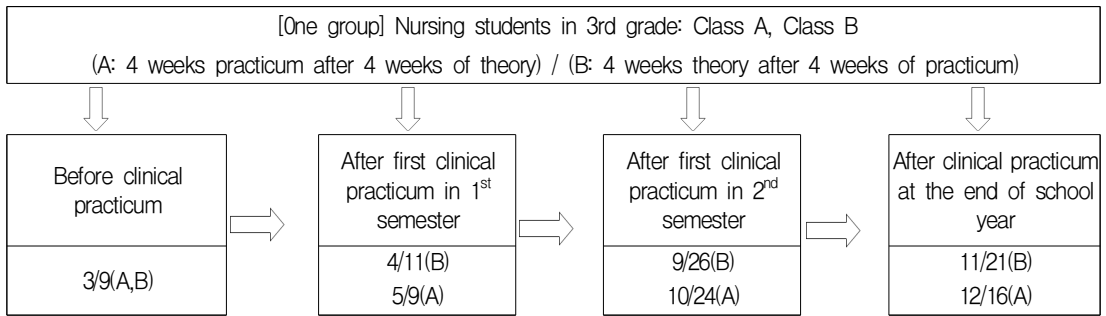 [One group] Nursing students in 3rd grade: Class A, Class B
(A: 4 weeks practicum after 4 weeks of theory) / (B: 4 weeks theory after 4 weeks of practicum)
Before clinical
practicum
3/9(A,B)
After first clinical
practicum in 1st
semester
4/11(B)
5/9(A)
After first clinical
practicum in 2nd
semester
9/26(B)
10/24(A)
After clinical practicum
at the end of school
year
11/21(B)
12/16(A)